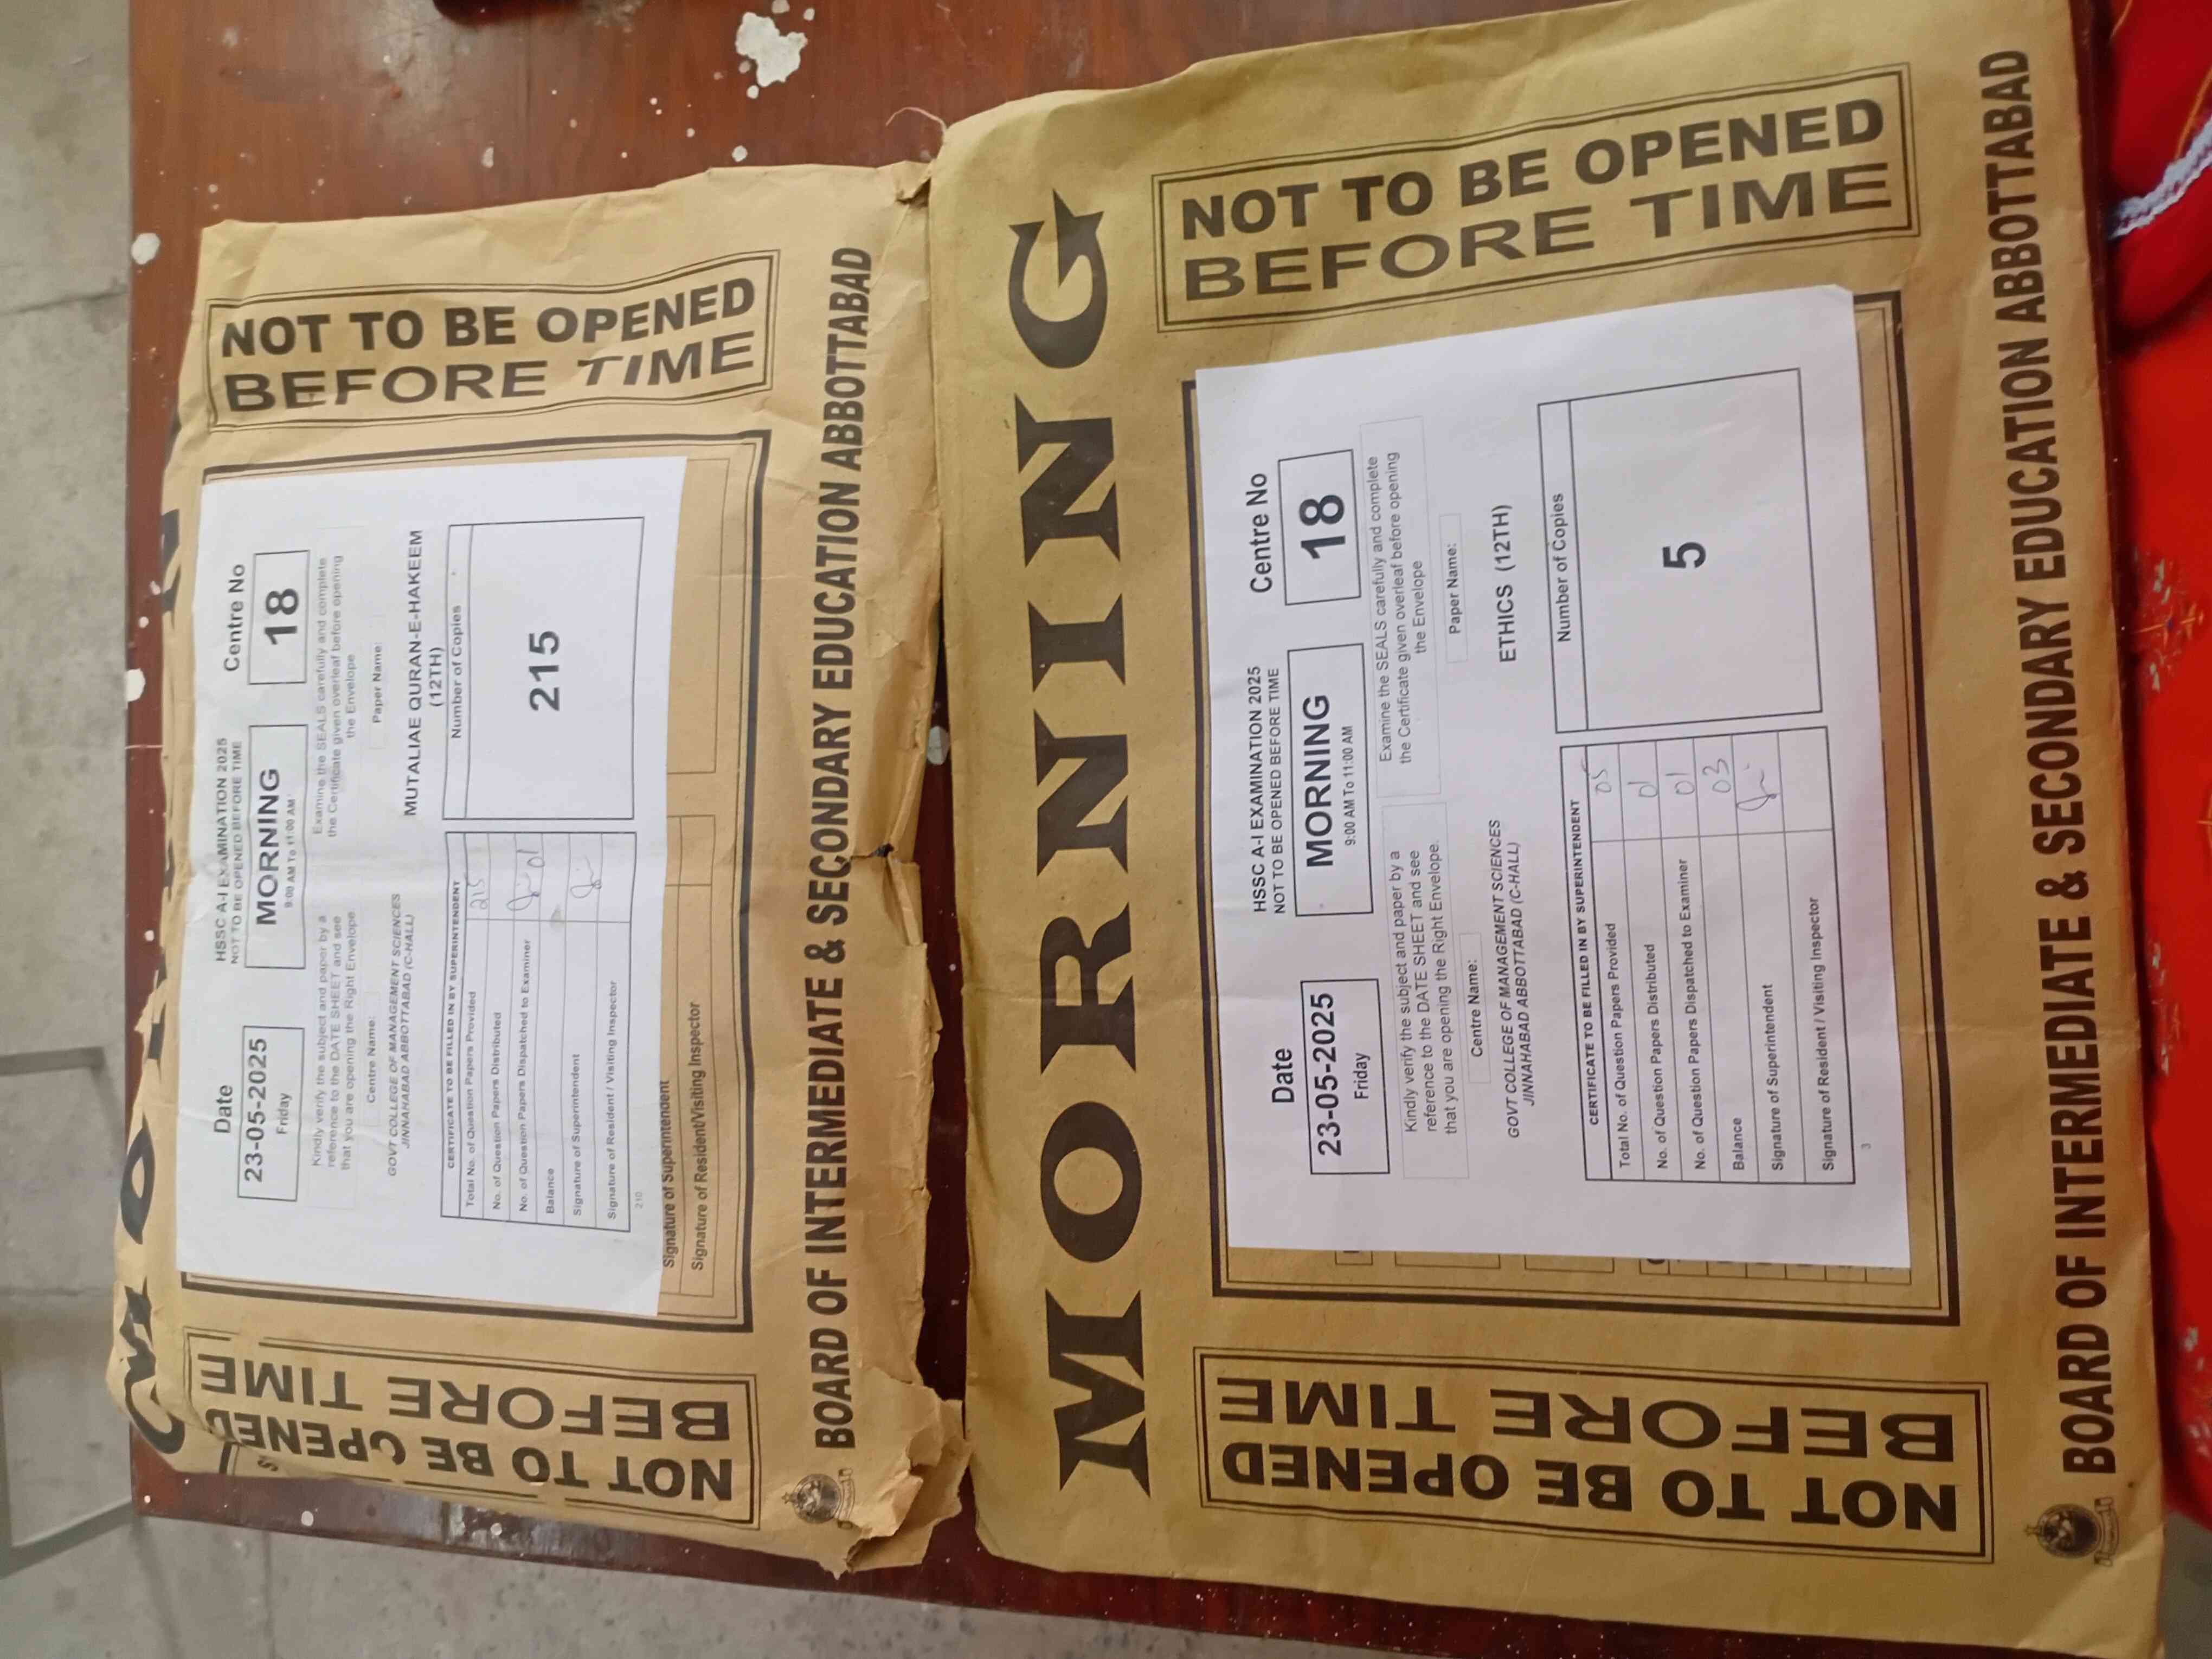 NOT TO BE OPENED
BEFORE TIME
HSSC A-I EXAMINATION 2025
NOT TO BE OPENED BEFORE TIME
Date
23-05-2025
Friday
MORNING
9:00 AM To 11:00 AM
Centre No
18
Kindly verify the subject and paper by a
reference to the DATE SHEET and see
that you are opening the Right Envelope
Examine the SEALS carefully and complete
the Certificate given overleaf before opening
the Envelope
Centre Name:
GOVT COLLEGE OF MANAGEMENT SCIENCES
JINNAHABAD ABBOTTABAD (C-HALL)
Paper Name:
MUTALIAE QURAN-E-HAKEEM
(12TH)
CERTIFICATE TO BE FILLED IN BY SUPERINTENDENT
Total No. of Question Papers Provided 215
No. of Question Papers Distributed
No. of Question Papers Dispatched to Examiner 01
Balance
Signature of Superintendent
Signature of Resident / Visiting Inspector
Number of Copies
215
210
Signature of Superintendent
Signature of Resident/Visiting Inspector
NOT TO BE OPENED
BEFORE TIME
BOARD OF INTERMEDIATE & SECONDARY EDUCATION ABBOTTABAD
MORNING
NOT TO BE OPENED
BEFORE TIME
HSSC A-I EXAMINATION 2025
NOT TO BE OPENED BEFORE TIME
Date
23-05-2025
Friday
MORNING
9:00 AM To 11:00 AM
Centre No
18
Kindly verify the subject and paper by a
reference to the DATE SHEET and see
that you are opening the Right Envelope.
Examine the SEALS carefully and complete
the Certificate given overleaf before opening
the Envelope
Centre Name:
GOVT COLLEGE OF MANAGEMENT SCIENCES
JINNAHABAD ABBOTTABAD (C-HALL)
Paper Name:
ETHICS (12TH)
CERTIFICATE TO BE FILLED IN BY SUPERINTENDENT
Total No. of Question Papers Provided 05
No. of Question Papers Distributed 01
No. of Question Papers Dispatched to Examiner 01
Balance 03
Signature of Superintendent
Signature of Resident / Visiting Inspector
Number of Copies
5
3
NOT TO BE OPENED
BEFORE TIME
BOARD OF INTERMEDIATE & SECONDARY EDUCATION ABBOTTABAD